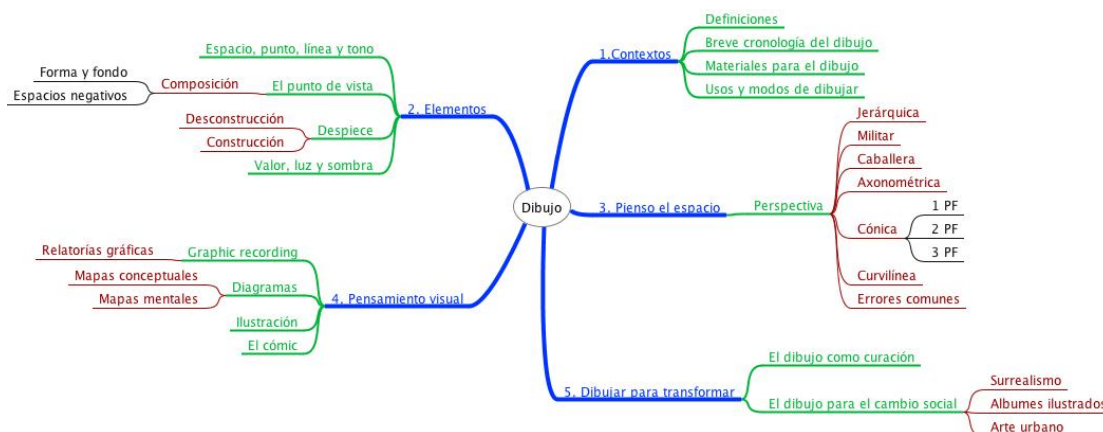 Dibujo
1.Contextos
Definiciones
Breve cronología del dibujo
Materiales para el dibujo
Usos y modos de dibujar
2. Elementos
Espacio, punto, línea y tono
El punto de vista
Composición
Forma y fondo
Espacios negativos
Despiece
Desconstrucción
Construcción
Valor, luz y sombra
3. Pienso el espacio
Perspectiva
Jerárquica
Militar
Caballera
Axonométrica
Cónica
1 PF
2 PF
3 PF
Curvilínea
Errores comunes
4. Pensamiento visual
Graphic recording
Relatorías gráficas
Diagramas
Mapas conceptuales
Mapas mentales
Ilustración
El cómic
5. Dibujar para transformar
El dibujo como curación
El dibujo para el cambio social
Surrealismo
Albumes ilustrados
Arte urbano